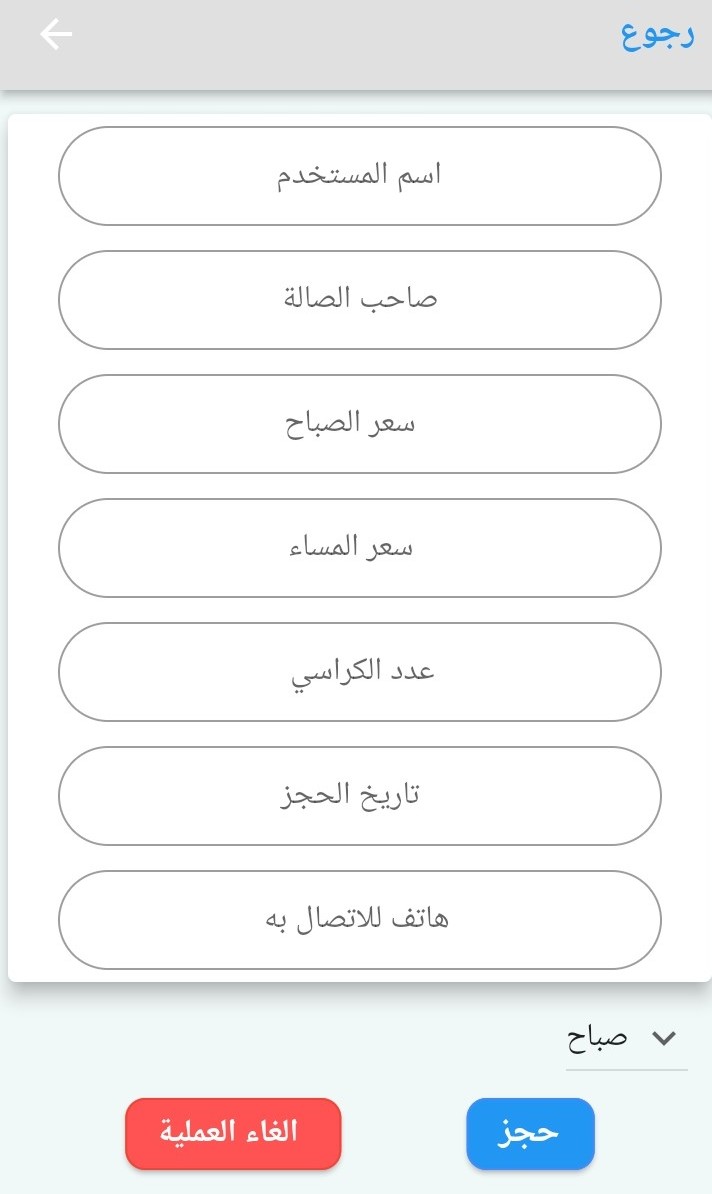 رجوع
اسم المستخدم
صاحب الصالة
سعر الصباح
سعر المساء
عدد الكراسي
تاريخ الحجز
هاتف للاتصال به
صباح
حجز
الغاء العملية